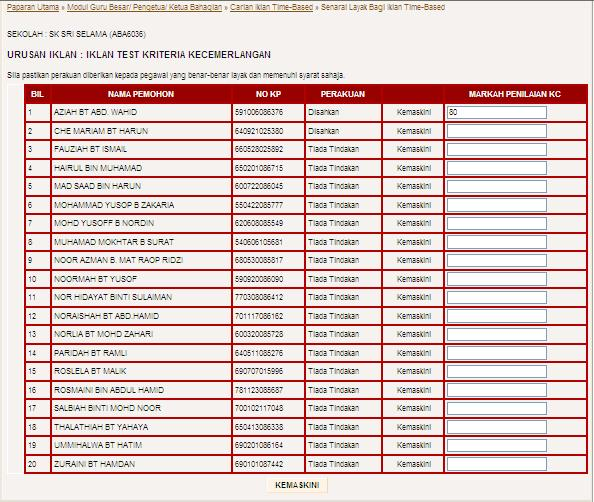 Paparan Utama » Modul Guru Besar/ Pengetua/ Ketua Bahagian » Carian Iklan Time-Based » Senarai Layak Bagi Iklan Time-Based
SEKOLAH : SK SRI SELAMA (ABA6036)
URUSAN IKLAN : IKLAN TEST KRITERIA KECEMERLANGAN
Sila pastikan perakuan diberikan kepada pegawai yang benar-benar layak dan memenuhi syarat sahaja.
BIL NAMA PEMOHON NO KP PERAKUAN MARKAH PENILAIAN KC
1 AZIAH BT ABD. WAHID 591006086376 Disahkan Kemaskini 80
2 CHE MARIAM BT HARUN 640921025380 Disahkan Kemaskini
3 FAUZIAH BT ISMAIL 660528025892 Tiada Tindakan Kemaskini
4 HAIRUL BIN MUHAMAD 650201086715 Tiada Tindakan Kemaskini
5 MAD SAAD BIN HARUN 600722086045 Tiada Tindakan Kemaskini
6 MOHAMMAD YUSOP B ZAKARIA 550422085777 Tiada Tindakan Kemaskini
7 MOHD YUSOFF B NORDIN 620608085549 Tiada Tindakan Kemaskini
8 MUHAMAD MOKHTAR B SURAT 540606105681 Tiada Tindakan Kemaskini
9 NOOR AZMAN B. MAT RAOP RIDZI 680530085817 Tiada Tindakan Kemaskini
10 NOORMAH BT YUSOF 590920086090 Tiada Tindakan Kemaskini
11 NOR HIDAYAT BINTI SULAIMAN 770308086412 Tiada Tindakan Kemaskini
12 NORAISHAH BT ABD.HAMID 701117086162 Tiada Tindakan Kemaskini
13 NORLIA BT MOHD ZAHARI 600320085728 Tiada Tindakan Kemaskini
14 PARIDAH BT RAMLI 640511085276 Tiada Tindakan Kemaskini
15 ROSLELA BT MALIK 690707015996 Tiada Tindakan Kemaskini
16 ROSMAINI BIN ABDUL HAMID 781123085687 Tiada Tindakan Kemaskini
17 SALBIAH BINTI MOHD NOOR 700102117048 Tiada Tindakan Kemaskini
18 THALATHIAH BT YAHAYA 650413086338 Tiada Tindakan Kemaskini
19 UMMIHALWA BT HATIM 690201086164 Tiada Tindakan Kemaskini
20 ZURAINI BT HAMDAN 690101087442 Tiada Tindakan Kemaskini
KEMASKINI